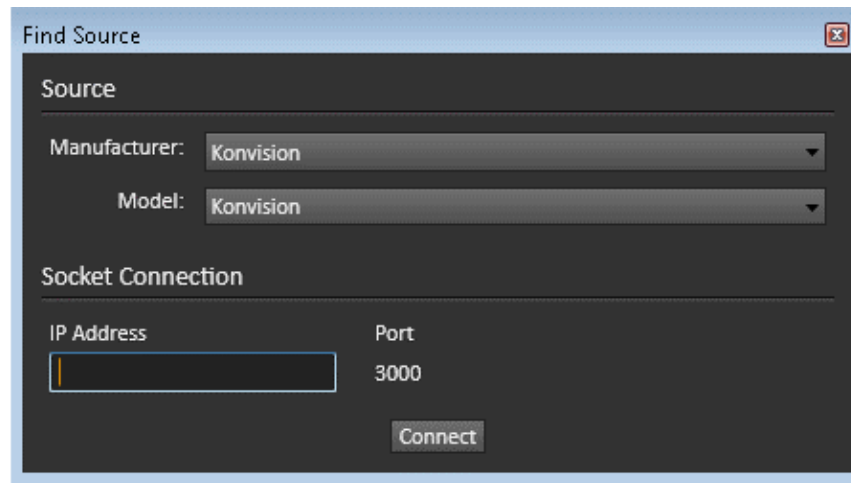 Find Source
Source
Manufacturer: Konvision
Model: Konvision
Socket Connection
IP Address Port
3000
Connect